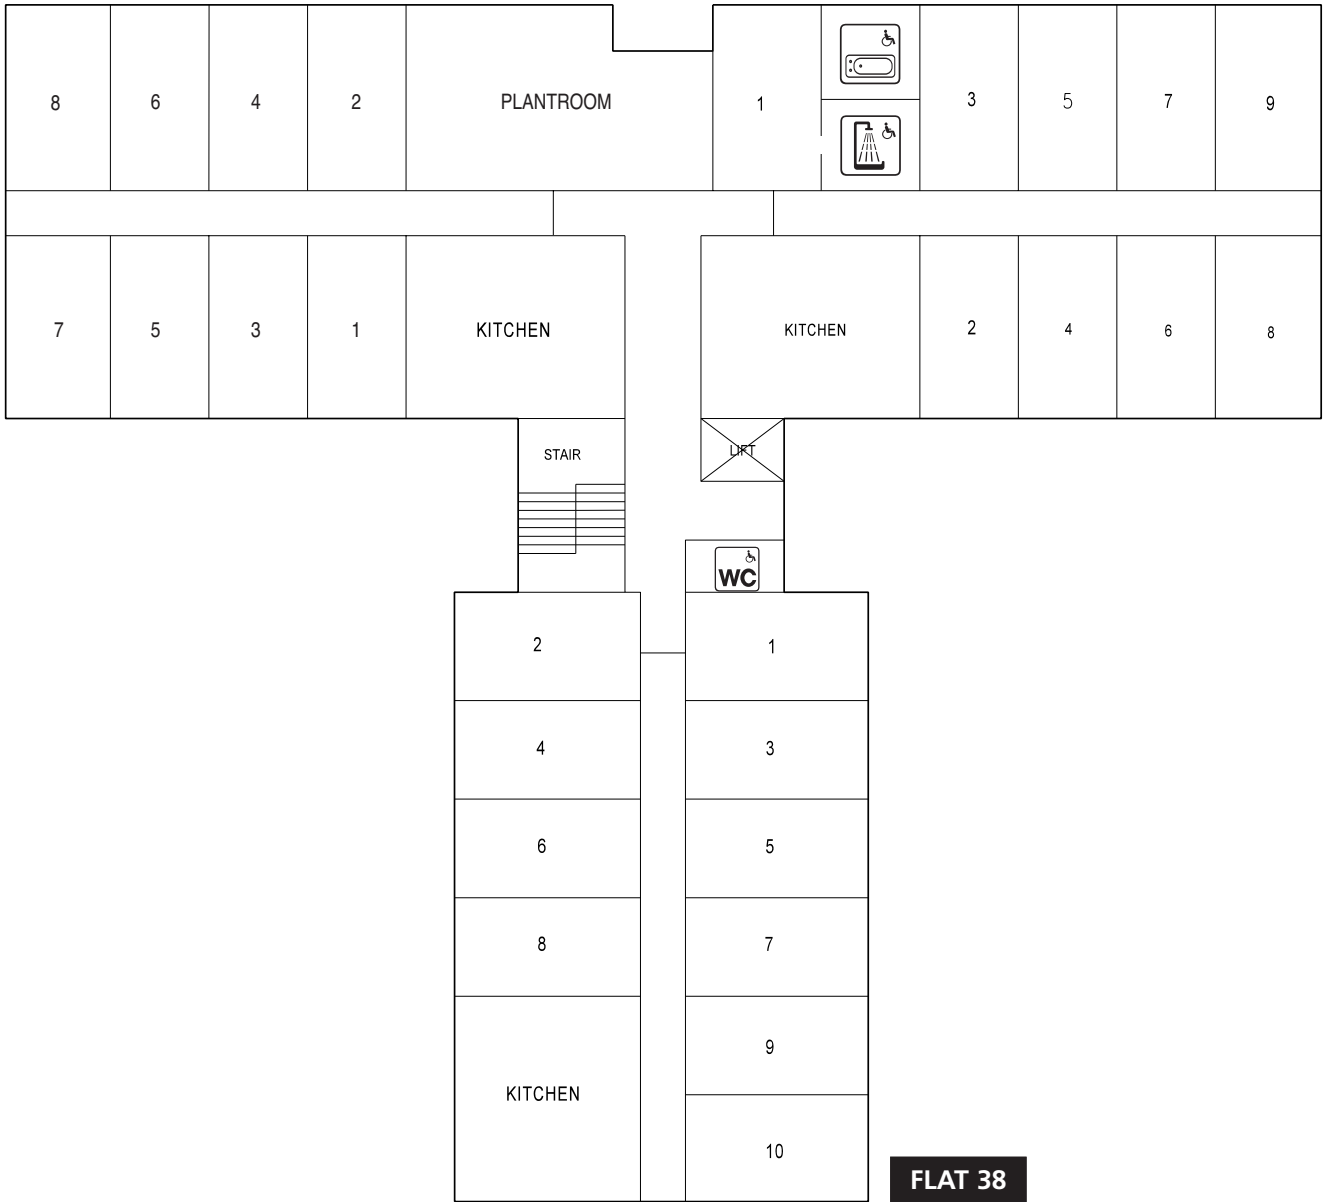 8 6 4 2 PLANTROOM 1 3 5 7 9
7 5 3 1 KITCHEN KITCHEN 2 4 6 8
STAIR LIFT
WC
2 1
4 3
6 5
8 7
9
KITCHEN
10
FLAT 38